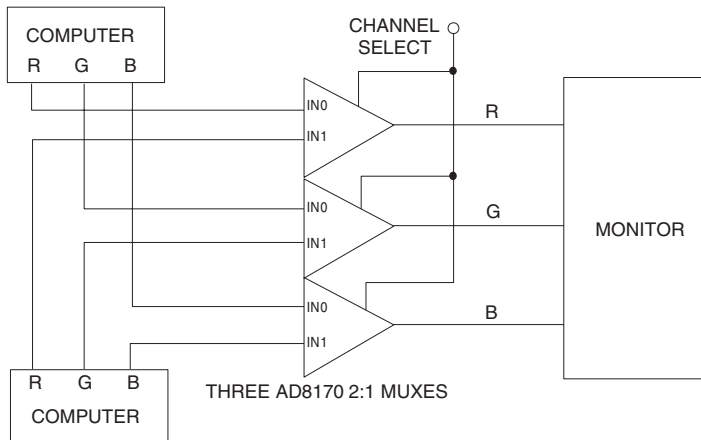 COMPUTER
R G B
CHANNEL
SELECT
IN0
IN1
R
IN0
IN1
G
IN0
IN1
B
MONITOR
R G B
COMPUTER
THREE AD8170 2:1 MUXES